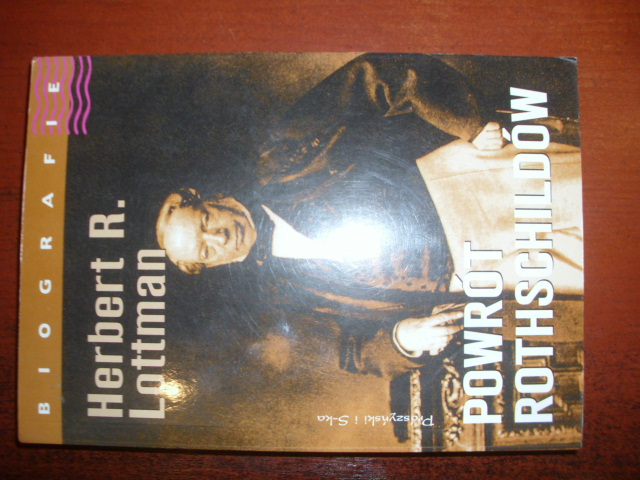 BIOGRAFIE
Herbert R.
Lottman
Prószyński i S-ka
POWRÓT
ROTHSCHILDÓW